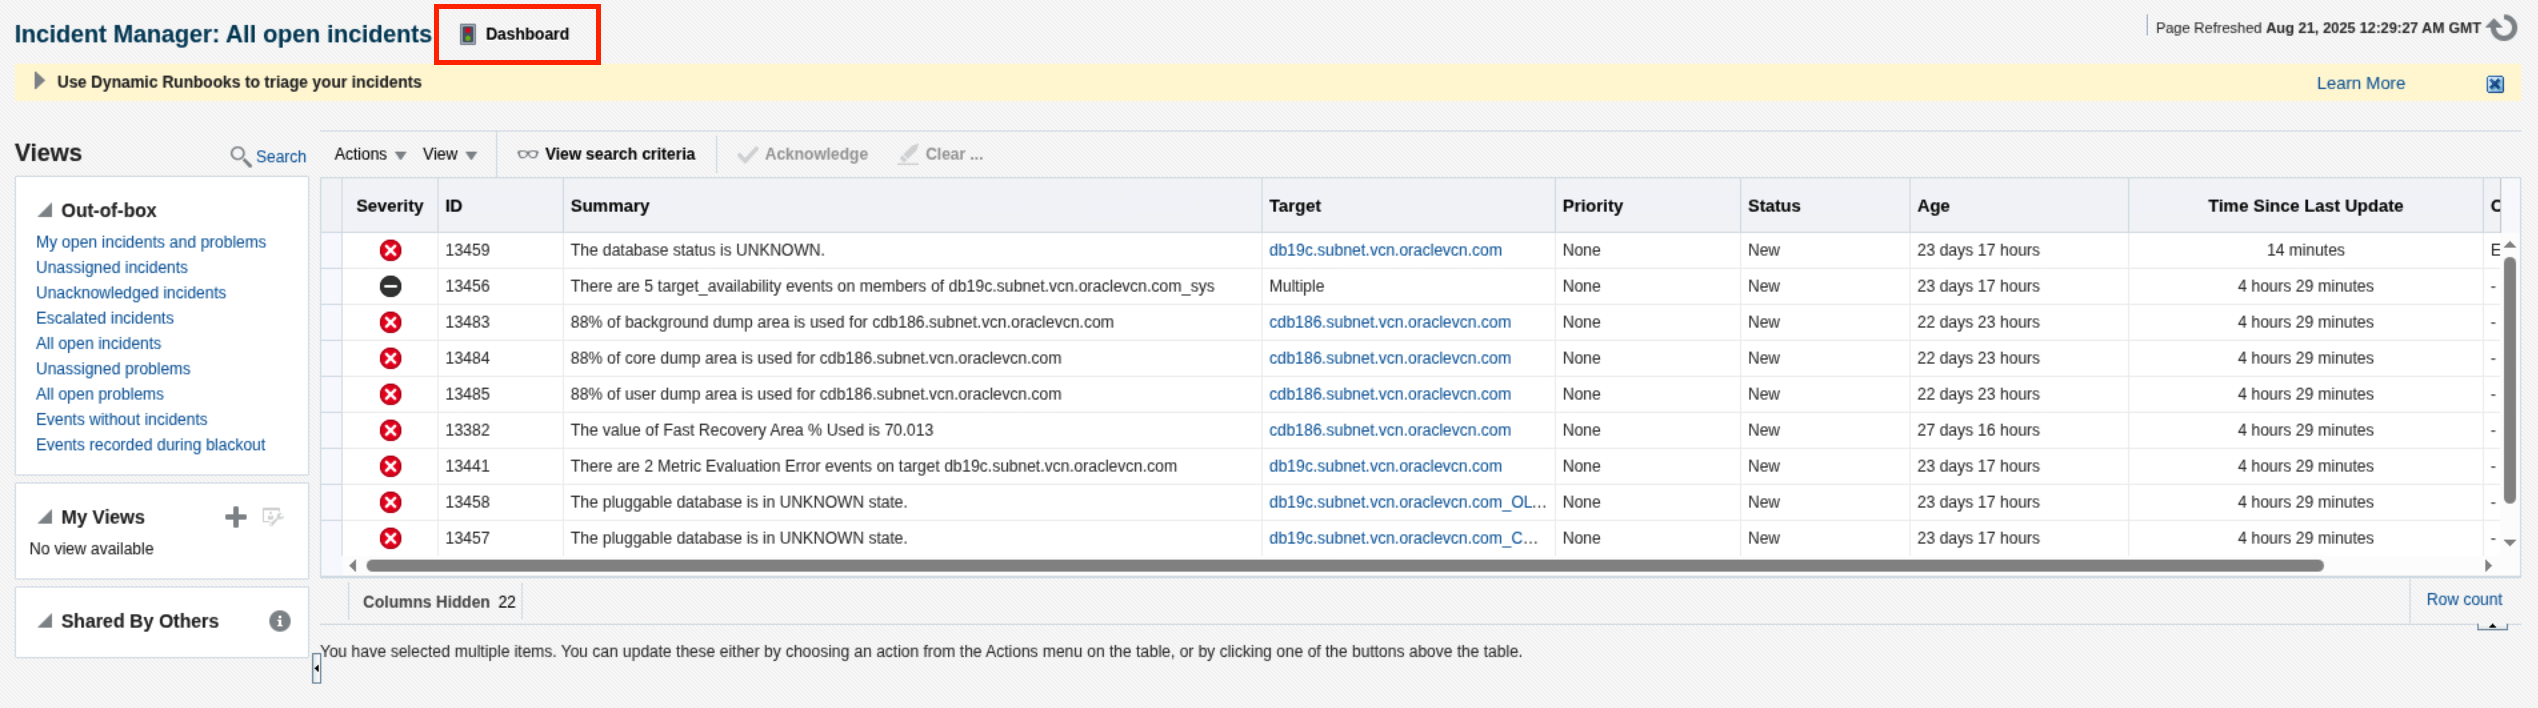 Incident Manager: All open incidents Dashboard
Page Refreshed Aug 21, 2025 12:29:27 AM GMT
Use Dynamic Runbooks to triage your incidents Learn More
Views Search
Out-of-box
My open incidents and problems
Unassigned incidents
Unacknowledged incidents
Escalated incidents
All open incidents
Unassigned problems
All open problems
Events without incidents
Events recorded during blackout
My Views
No view available
Shared By Others
Actions View View search criteria Acknowledge Clear ...
Severity ID Summary Target Priority Status Age Time Since Last Update
13459 The database status is UNKNOWN. db19c.subnet.vcn.oraclevcn.com None New 23 days 17 hours 14 minutes E
13456 There are 5 target_availability events on members of db19c.subnet.vcn.oraclevcn.com_sys Multiple None New 23 days 17 hours 4 hours 29 minutes -
13483 88% of background dump area is used for cdb186.subnet.vcn.oraclevcn.com cdb186.subnet.vcn.oraclevcn.com None New 22 days 23 hours 4 hours 29 minutes -
13484 88% of core dump area is used for cdb186.subnet.vcn.oraclevcn.com cdb186.subnet.vcn.oraclevcn.com None New 22 days 23 hours 4 hours 29 minutes -
13485 88% of user dump area is used for cdb186.subnet.vcn.oraclevcn.com cdb186.subnet.vcn.oraclevcn.com None New 22 days 23 hours 4 hours 29 minutes -
13382 The value of Fast Recovery Area % Used is 70.013 cdb186.subnet.vcn.oraclevcn.com None New 27 days 16 hours 4 hours 29 minutes -
13441 There are 2 Metric Evaluation Error events on target db19c.subnet.vcn.oraclevcn.com db19c.subnet.vcn.oraclevcn.com None New 23 days 17 hours 4 hours 29 minutes -
13458 The pluggable database is in UNKNOWN state. db19c.subnet.vcn.oraclevcn.com_OL... None New 23 days 17 hours 4 hours 29 minutes -
13457 The pluggable database is in UNKNOWN state. db19c.subnet.vcn.oraclevcn.com_C... None New 23 days 17 hours 4 hours 29 minutes -
Columns Hidden 22 Row count
You have selected multiple items. You can update these either by choosing an action from the Actions menu on the table, or by clicking one of the buttons above the table.